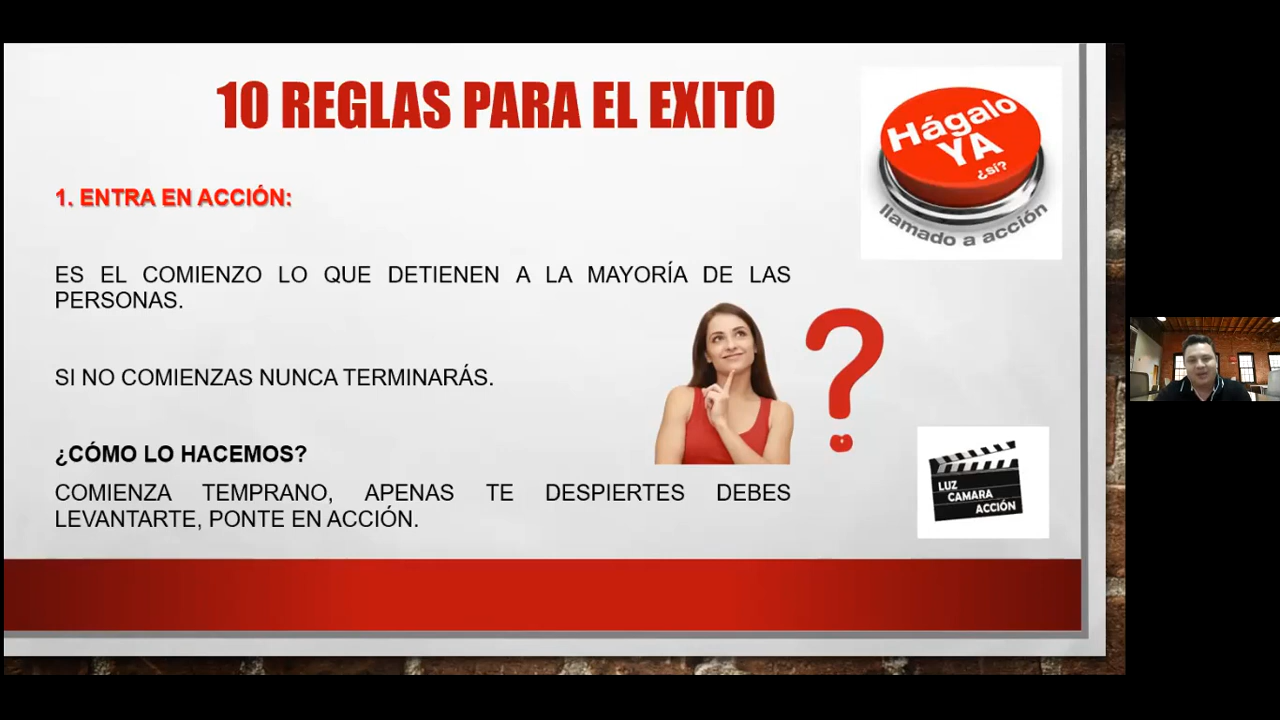 10 REGLAS PARA EL EXITO
Hágalo
YA
¿sí?
llamado a acción
1. ENTRA EN ACCIÓN:
ES EL COMIENZO LO QUE DETIENEN A LA MAYORÍA DE LAS
PERSONAS.
SI NO COMIENZAS NUNCA TERMINARÁS.
¿CÓMO LO HACEMOS?
COMIENZA TEMPRANO, APENAS TE DESPIERTES DEBES
LEVANTARTE, PONTE EN ACCIÓN.
?
LUZ
CAMARA
ACCIÓN